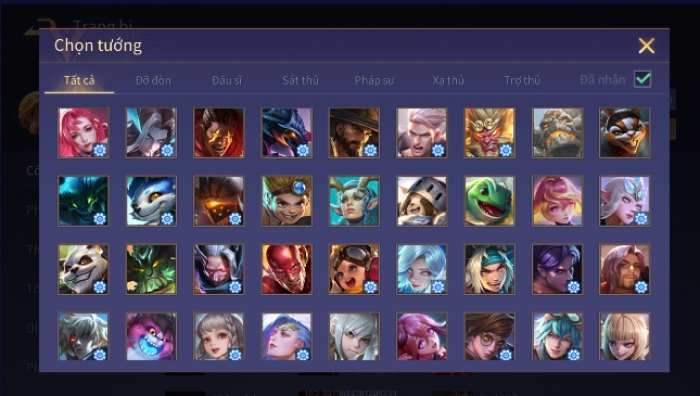 Trang bị
Chọn tướng
Tất cả Đỡ đòn Đấu sĩ Sát thủ Pháp sư Xạ thủ Trợ thủ Đã nhận